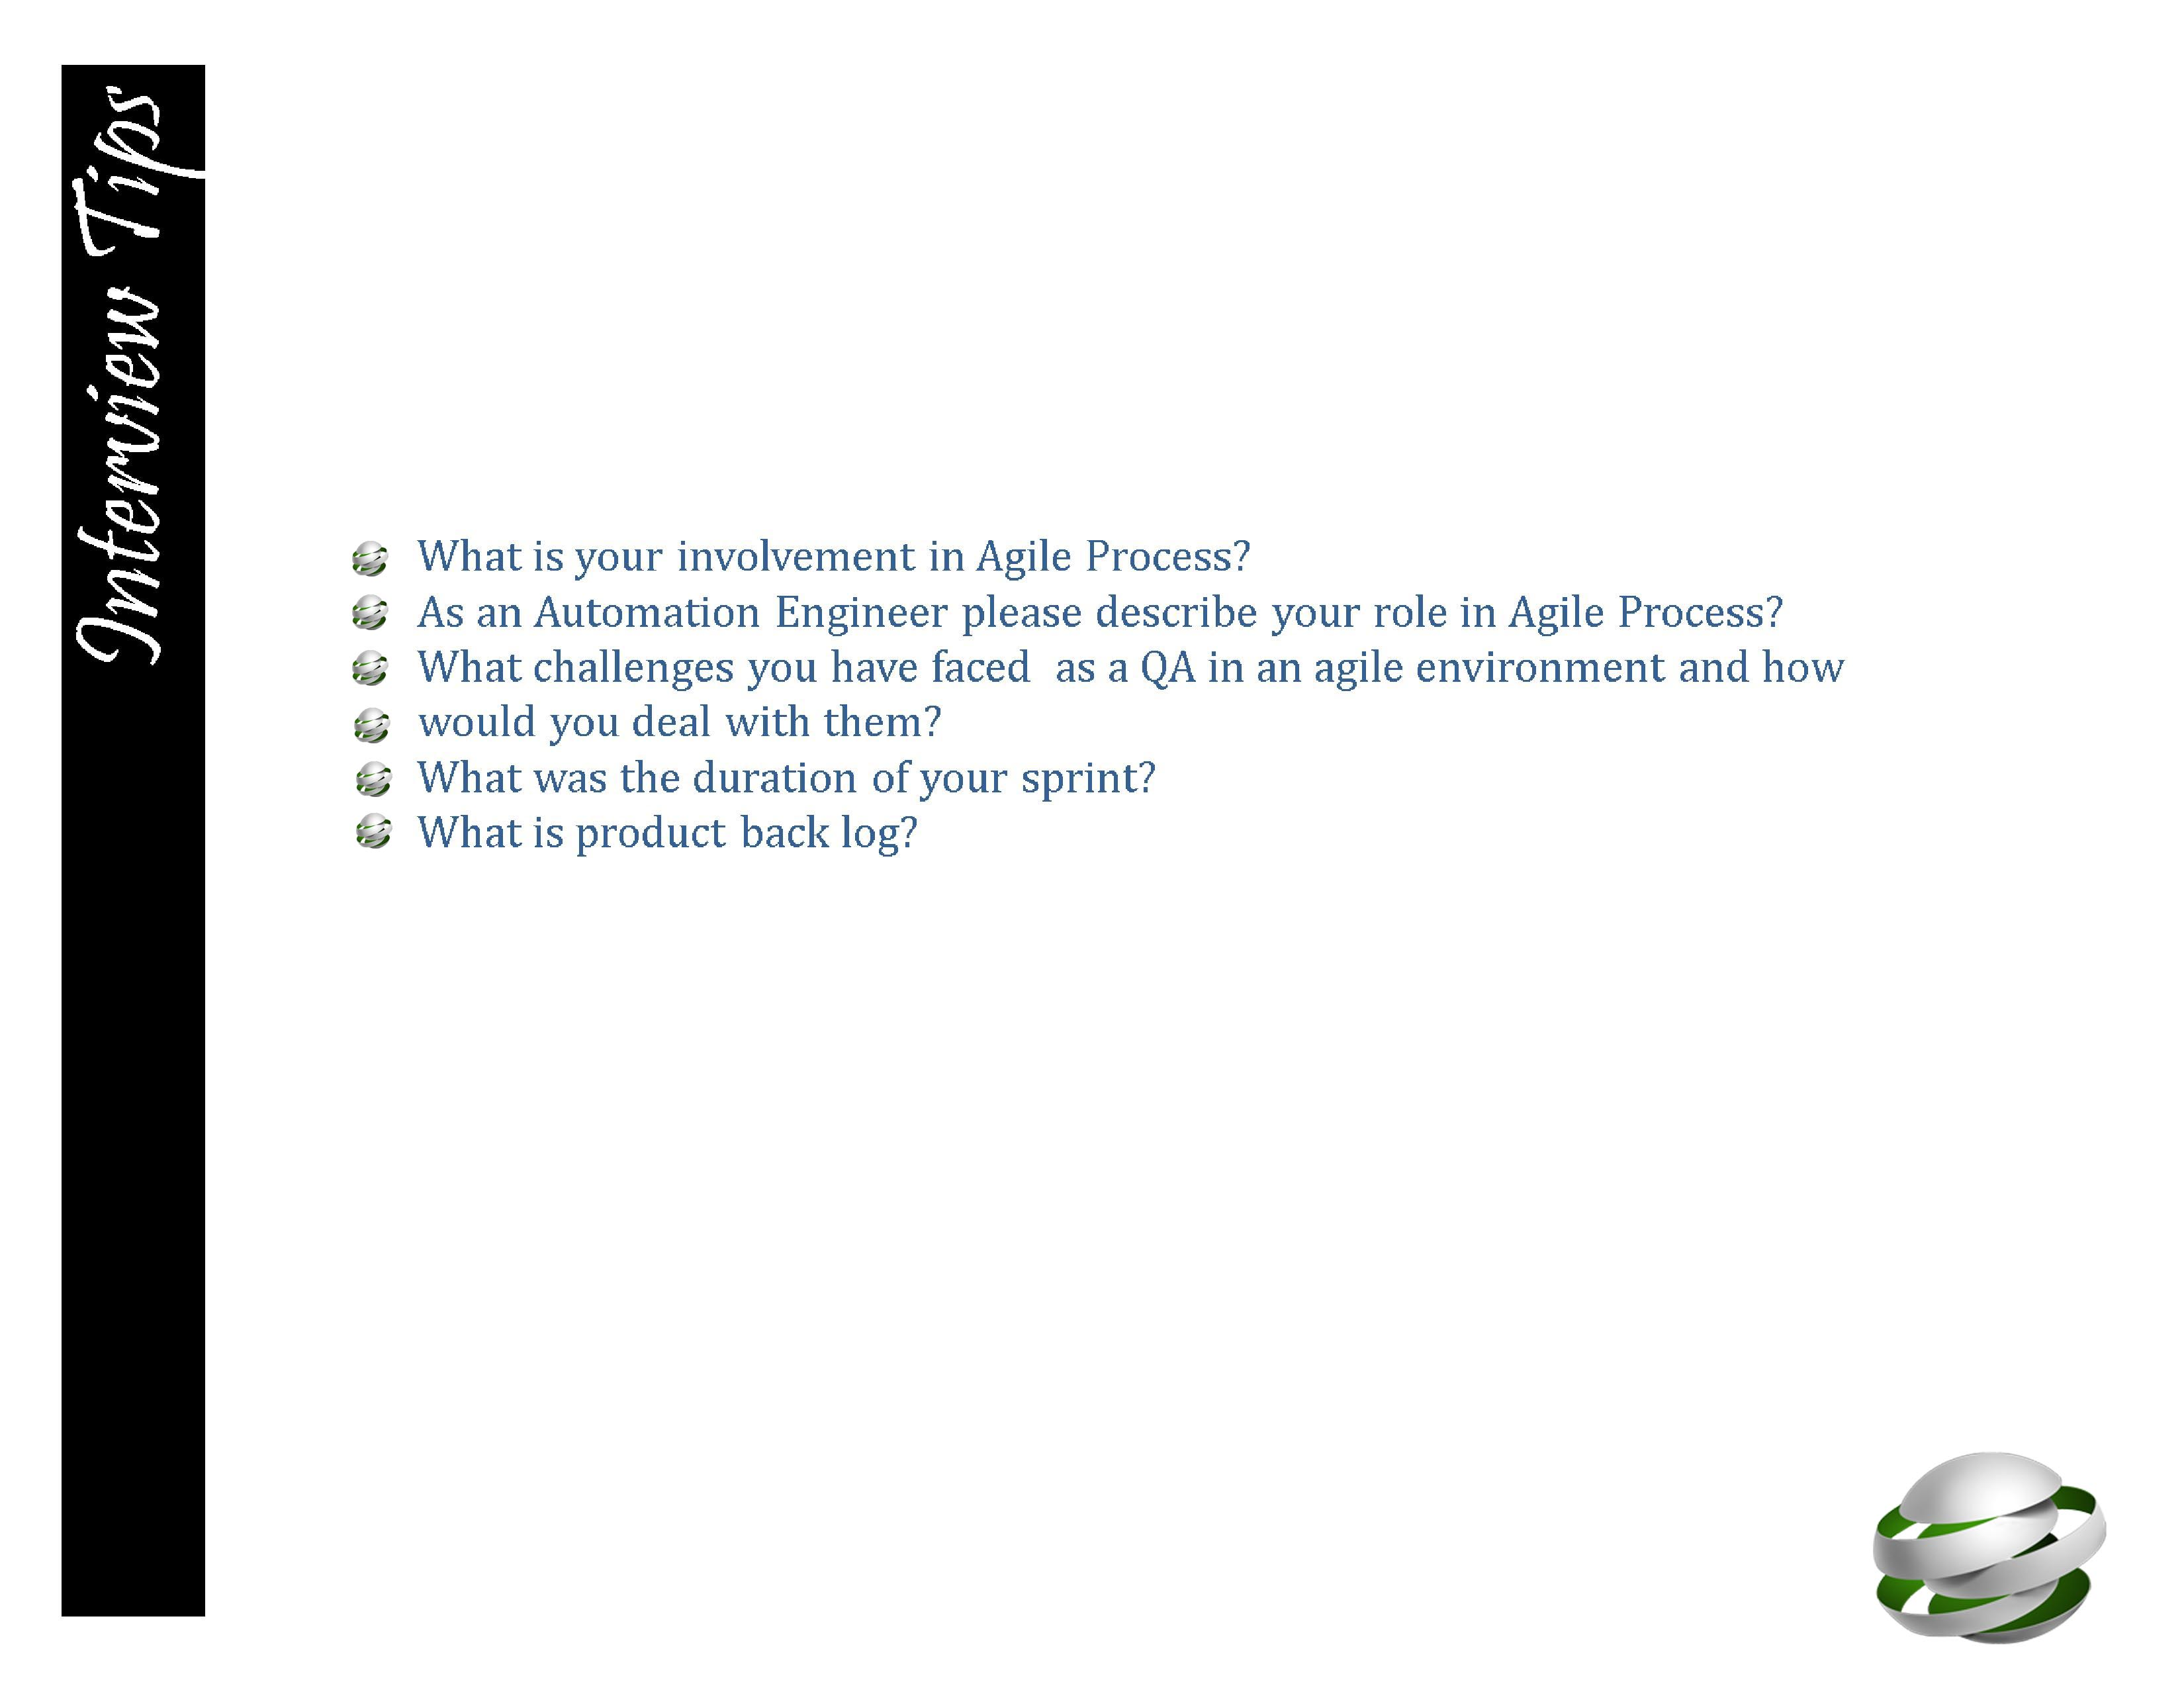 Interview Tips
What is your involvement in Agile Process?
As an Automation Engineer please describe your role in Agile Process?
What challenges you have faced  as a QA in an agile environment and how
would you deal with them?
What was the duration of your sprint?
What is product back log?